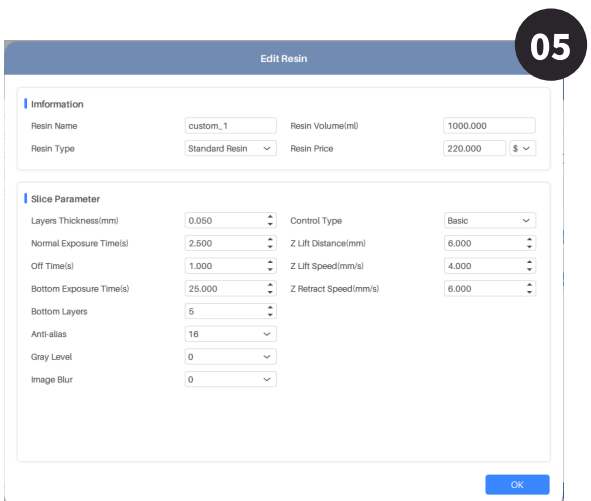 05
Edit Resin
Imformation
Resin Name custom_1 Resin Volume(ml) 1000.000
Resin Type Standard Resin Resin Price 220.000 $
Slice Parameter
Layers Thickness(mm) 0.050 Control Type Basic
Normal Exposure Time(s) 2.500 Z Lift Distance(mm) 6.000
Off Time(s) 1.000 Z Lift Speed(mm/s) 4.000
Bottom Exposure Time(s) 25.000 Z Retract Speed(mm/s) 6.000
Bottom Layers 5
Anti-alias 16
Gray Level 0
Image Blur 0
OK